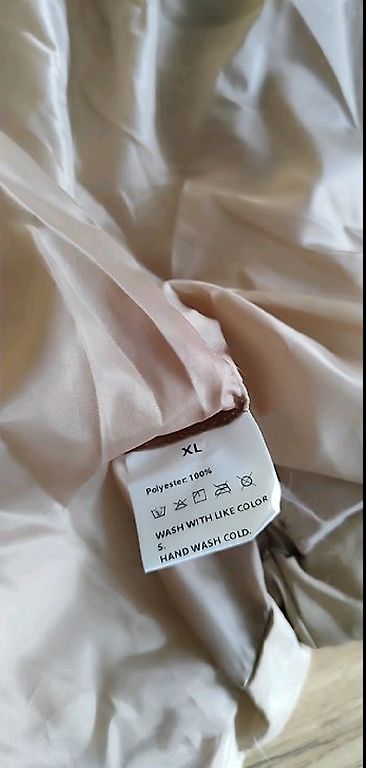 XL
Polyester: 100%
WASH WITH LIKE COLOR
S.
HAND WASH COLD.